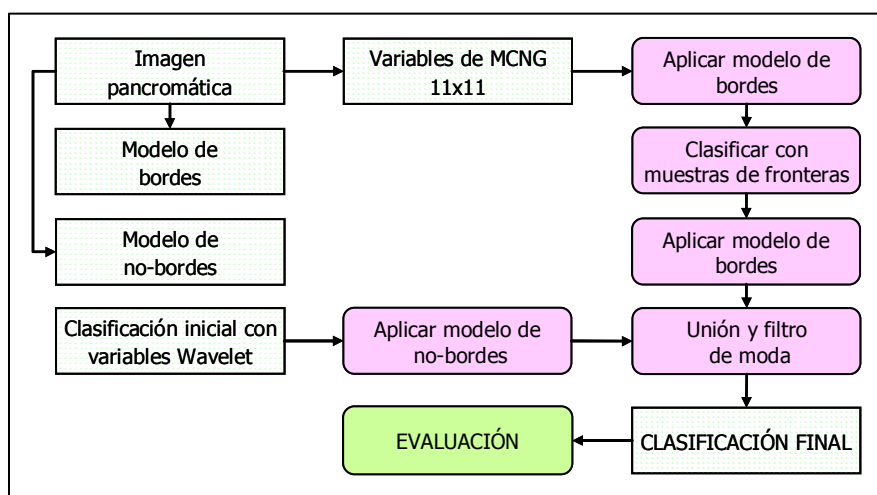 Imagen
pancromática
Variables de MCNG
11x11
Aplicar modelo de
bordes
Modelo de
bordes
Clasificar con
muestras de fronteras
Modelo de
no-bordes
Aplicar modelo de
bordes
Clasificación inicial con
variables Wavelet
Aplicar modelo de
no-bordes
Unión y filtro
de moda
EVALUACIÓN
CLASIFICACIÓN FINAL